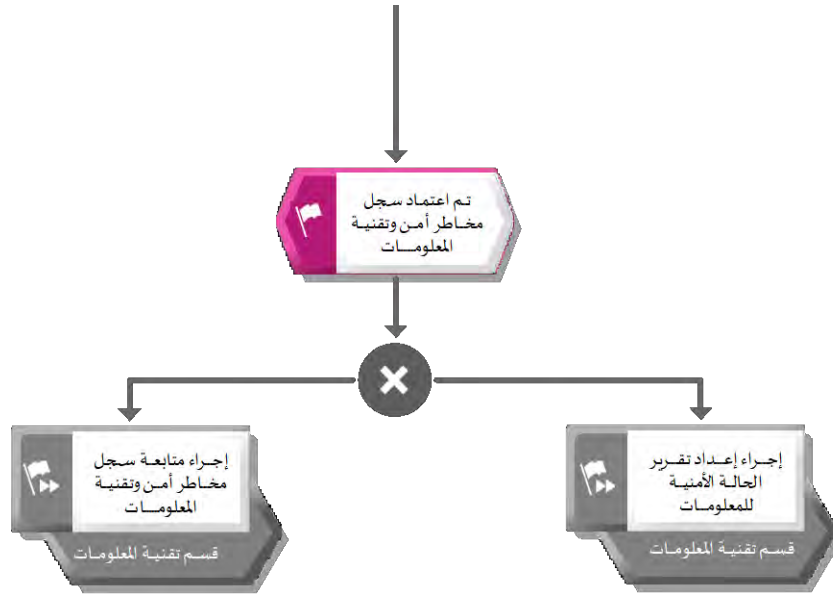 تم اعتماد سجل
مخاطر أمن وتقنية
المعلومات
إجراء إعداد تقرير
الحالة الأمنية
للمعلومات
قسم تقنية المعلومات
إجراء متابعة سجل
مخاطر أمن وتقنية
المعلومات
قسم تقنية المعلومات